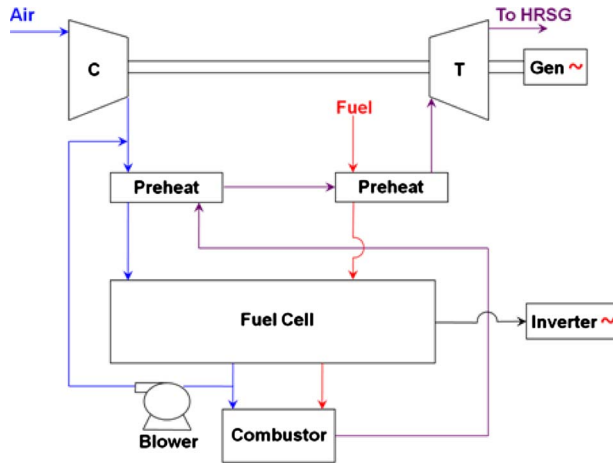 Air
To HRSG
C
T
Gen ~
Fuel
Preheat
Preheat
Fuel Cell
Inverter ~
Blower
Combustor